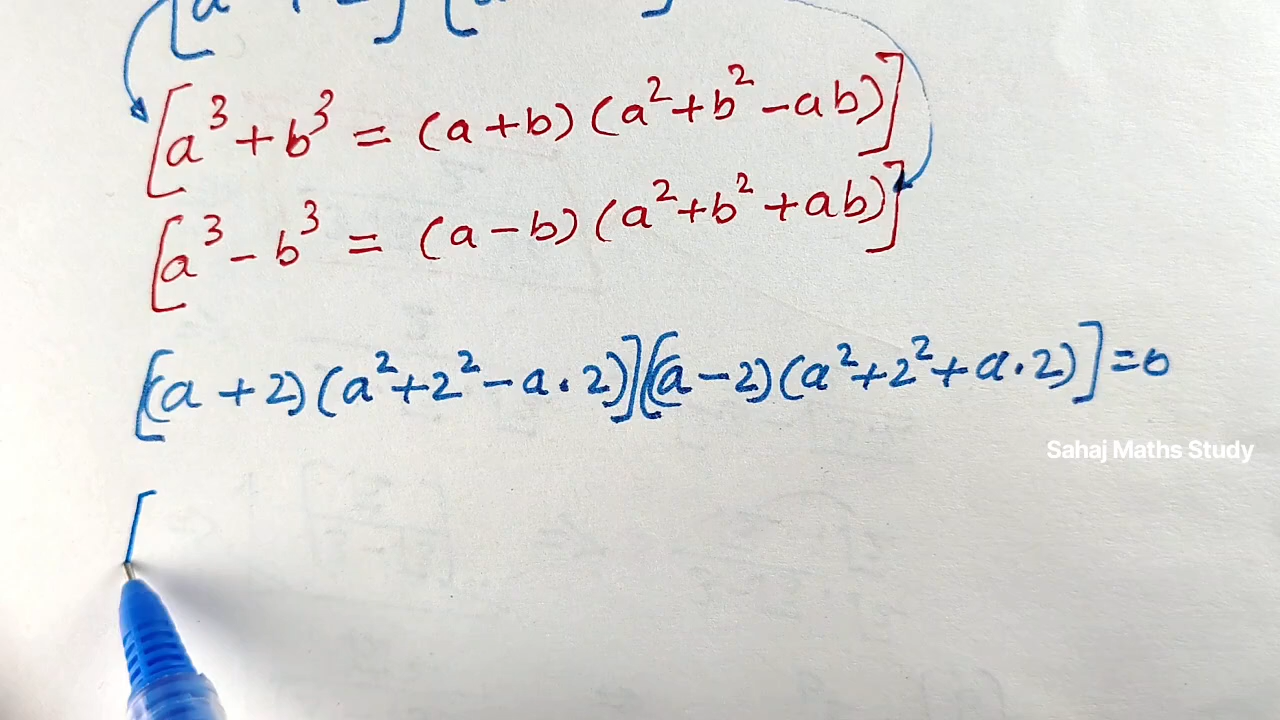 [a³ + b³ = (a + b) (a² + b² - ab)]
[a³ - b³ = (a - b) (a² + b² + ab)]
[(a + 2) (a² + 2² - a · 2)] [(a - 2) (a² + 2² + a · 2)] = 0
Sahaj Maths Study
[